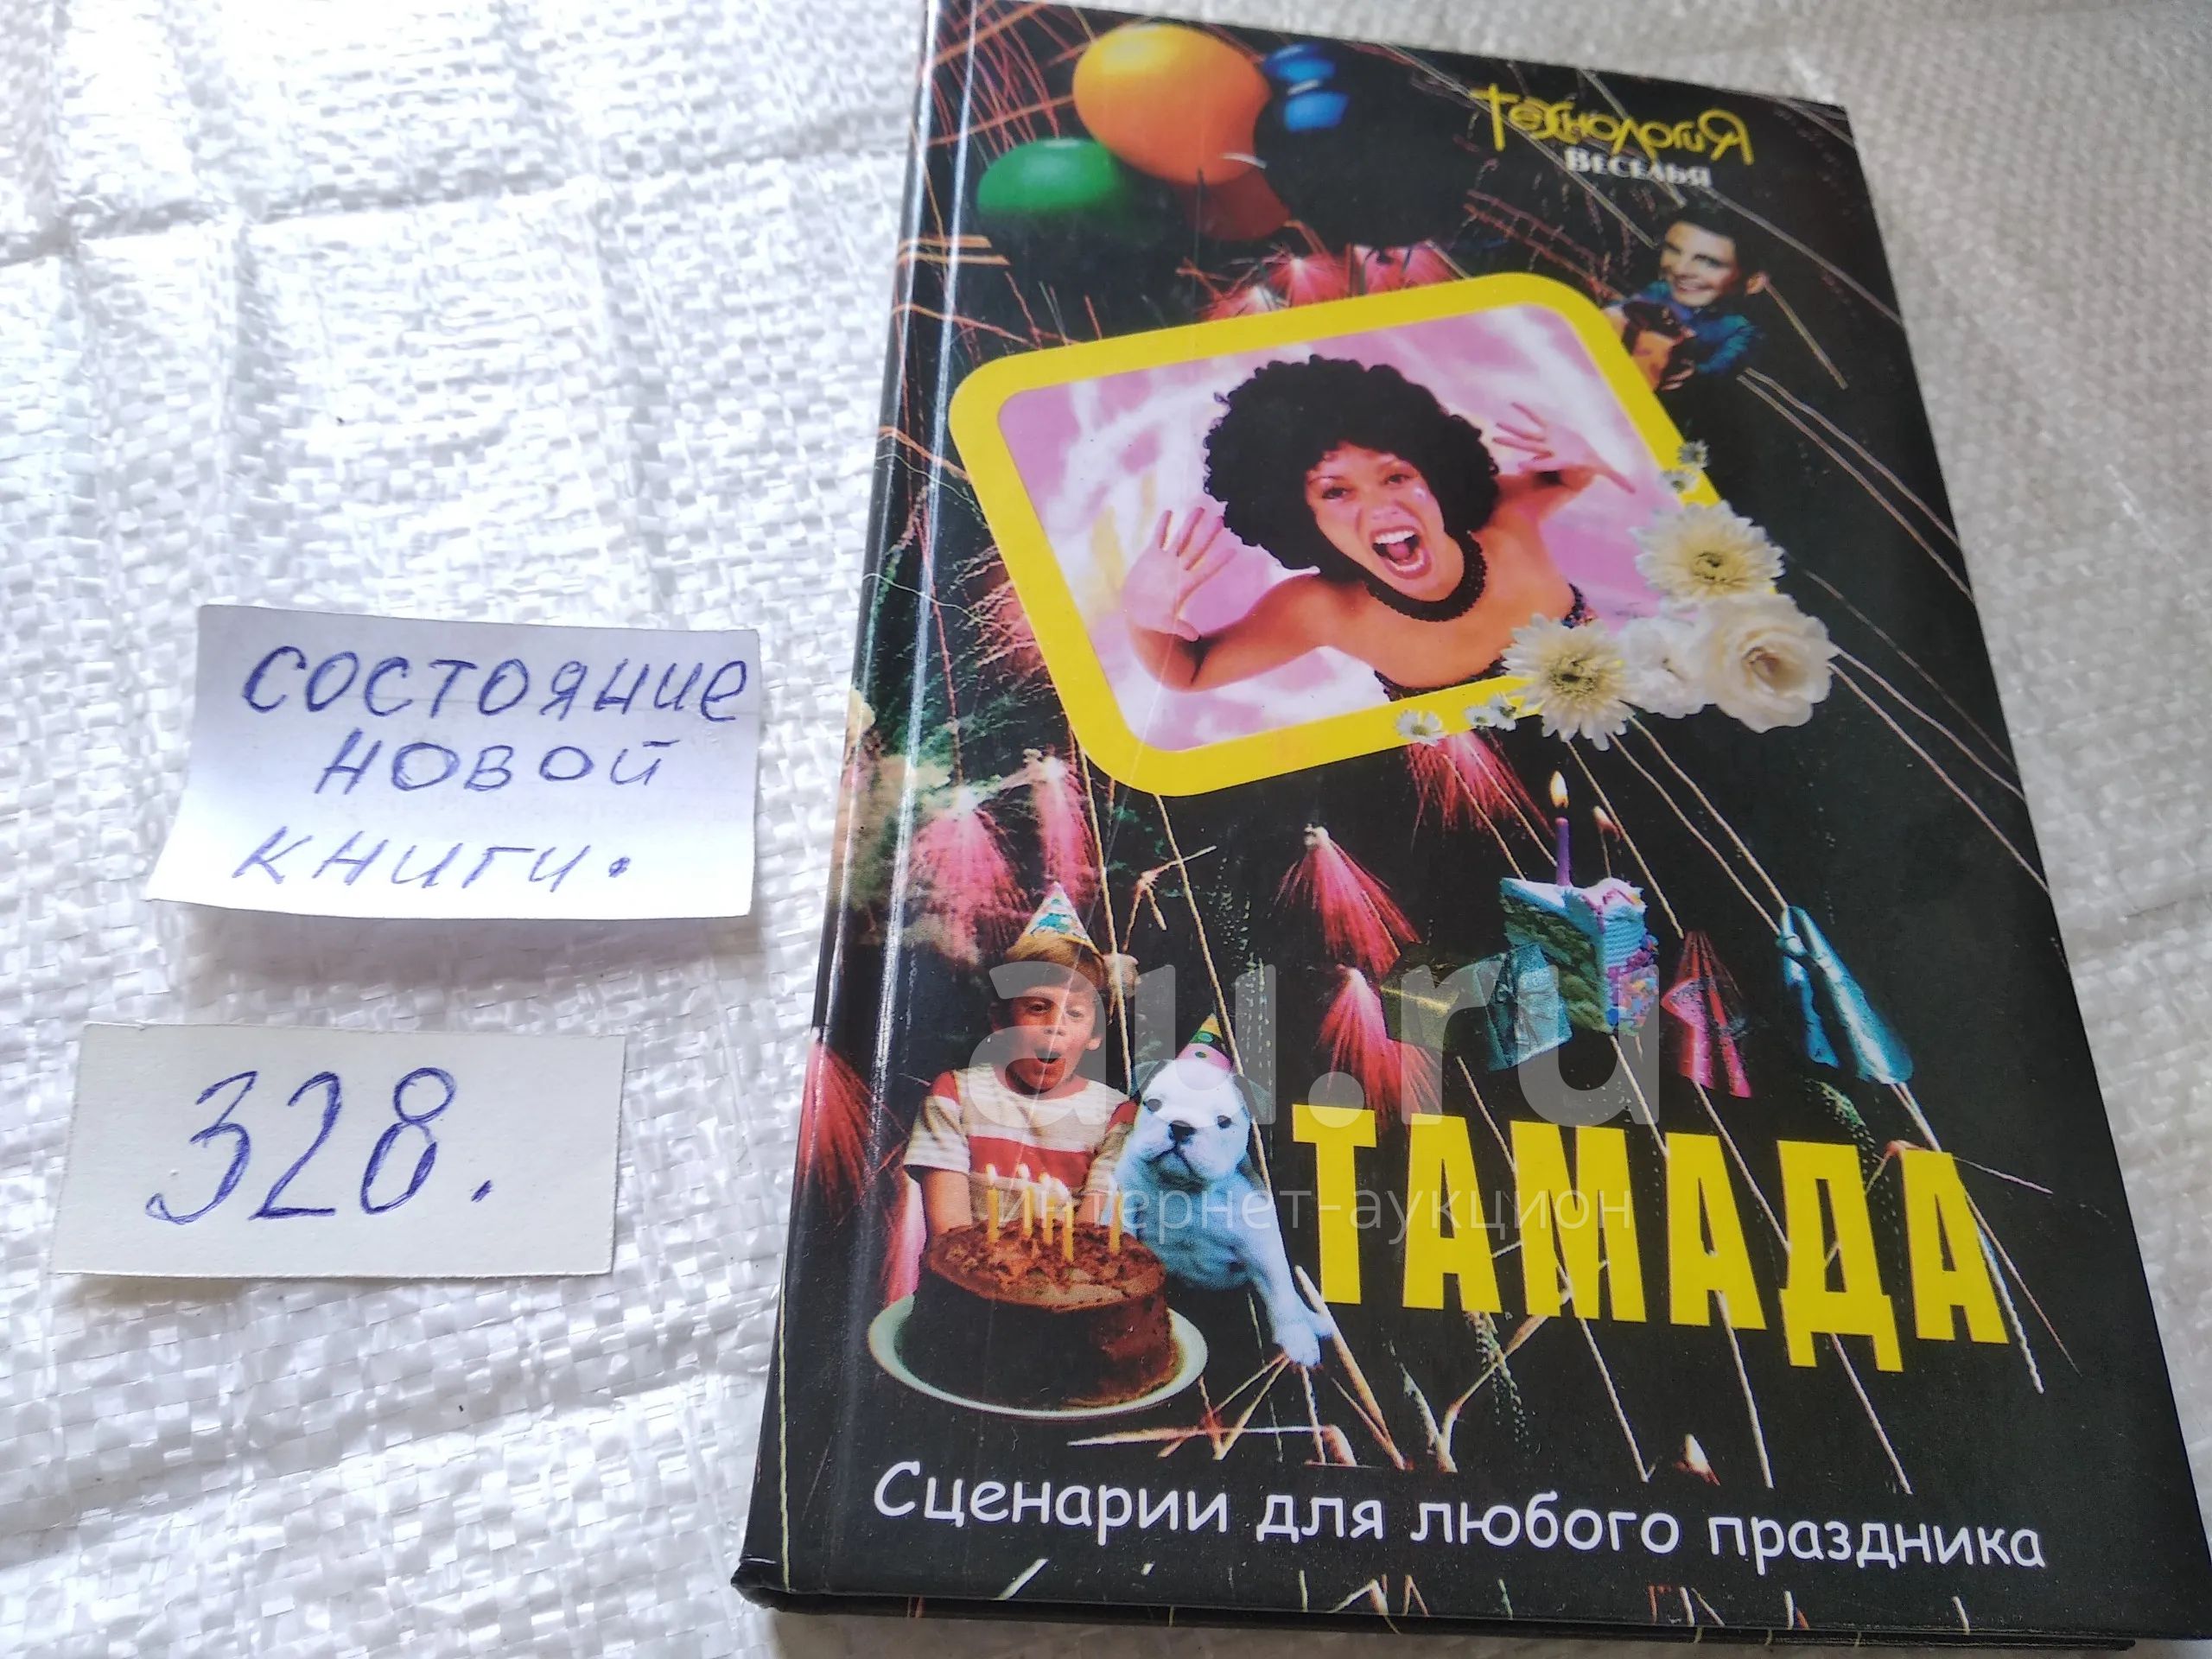 Технология
Веселья
состояние
новой
книги.
328.
au.ru
интернет-аукцион
ТАМАДА
Сценарии для любого праздника